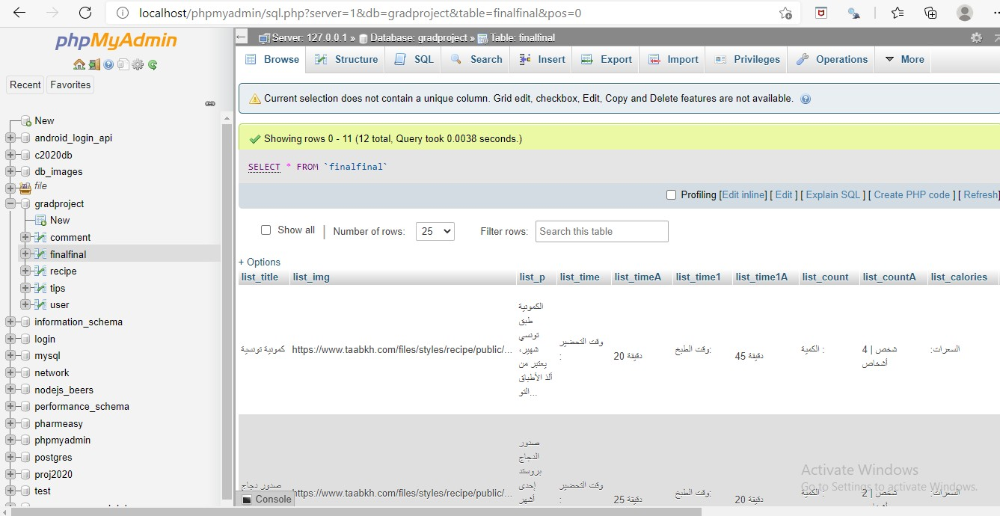 localhost/phpmyadmin/sql.php?server=1&db=gradproject&table=finalfinal&pos=0
phpMyAdmin
Recent Favorites
New
android_login_api
c2020db
db_images
file
gradproject
New
comment
finalfinal
recipe
tips
user
information_schema
login
mysql
network
nodejs_beers
performance_schema
pharmeasy
phpmyadmin
postgres
proj2020
test
Server: 127.0.0.1 » Database: gradproject » Table: finalfinal
Browse Structure SQL Search Insert Export Import Privileges Operations More
Current selection does not contain a unique column. Grid edit, checkbox, Edit, Copy and Delete features are not available.
Showing rows 0 - 11 (12 total, Query took 0.0038 seconds.)
SELECT * FROM `finalfinal`
Profiling [Edit inline] [ Edit ] [ Explain SQL ] [ Create PHP code ] [ Refresh]
Show all | Number of rows: 25 Filter rows: Search this table
+ Options
list_title list_img list_p list_time list_timeA list_time1 list_time1A list_count list_countA list_calories
كمونية تونسية
https://www.taabkh.com/files/styles/recipe/public/...
الكمونية
طبق
تونسي
شهير،
يعتبر من
ألذ الأطباق
التو...
وقت التحضير
:
20 دقيقة
وقت الطبخ:
45 دقيقة
الكمية :
4 | شخص
أشخاص
السعرات:
صدور دجاج
https://www.taabkh.com/files/styles/recipe/public/...
صدور
الدجاج
بروستد
إحدى
أشهر
وقت التحضير
:
25 دقيقة
وقت الطبخ:
20 دقيقة
الكمية :
2 | شخص
السعرات:
Console
Activate Windows
Go to Settings to activate Windows.